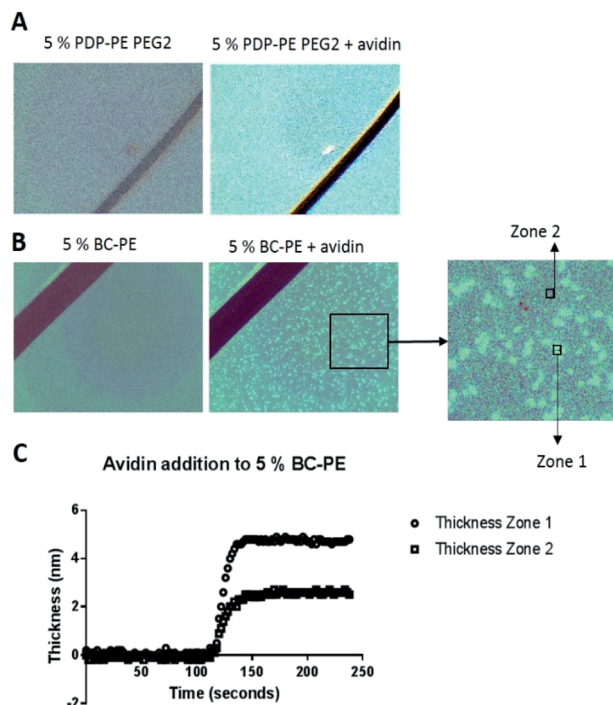 A
5 % PDP-PE PEG2
5 % PDP-PE PEG2 + avidin
B
5 % BC-PE
5 % BC-PE + avidin
Zone 2
Zone 1
C
Avidin addition to 5 % BC-PE
Thickness (nm)
6
4
2
0
-2
50
100
150
200
250
Time (seconds)
Thickness Zone 1
Thickness Zone 2